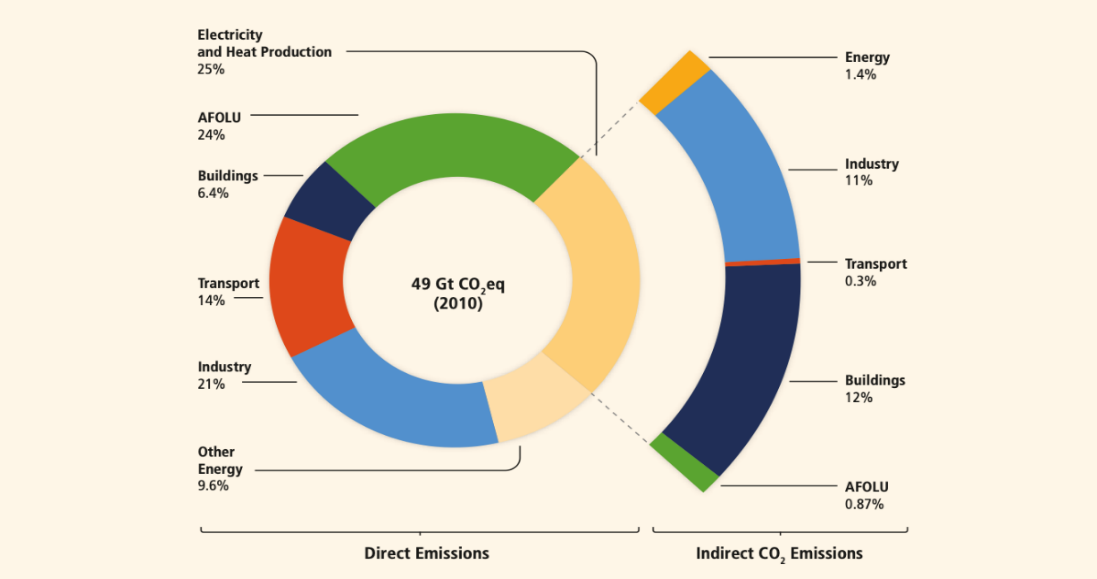 Electricity
and Heat Production
25%
AFOLU
24%
Buildings
6.4%
Transport
14%
Industry
21%
Other
Energy
9.6%
49 Gt CO₂eq
(2010)
Energy
1.4%
Industry
11%
Transport
0.3%
Buildings
12%
AFOLU
0.87%
Direct Emissions
Indirect CO₂ Emissions